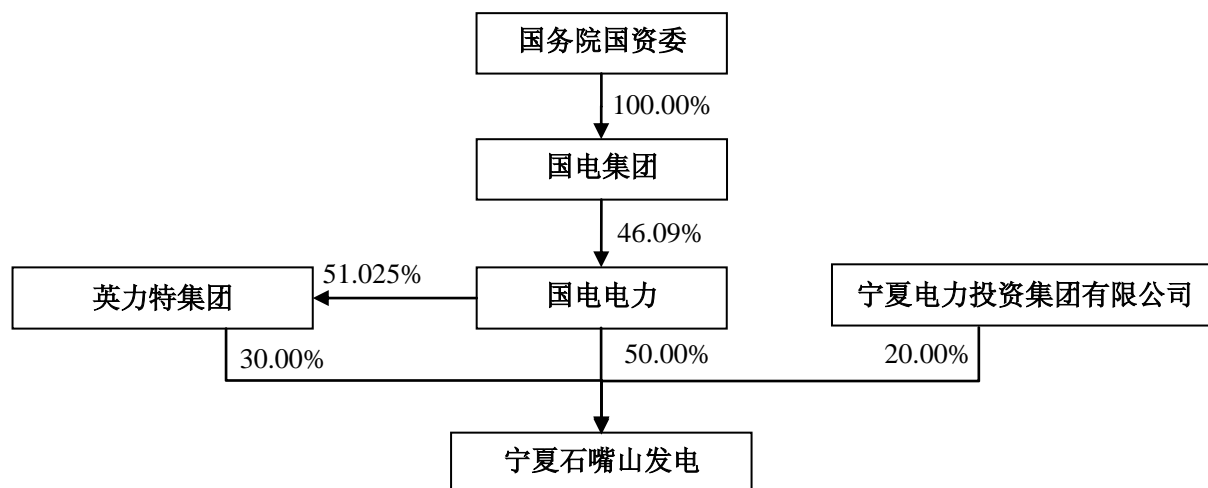 国务院国资委
100.00%
国电集团
46.09%
51.025%
英力特集团
国电电力
宁夏电力投资集团有限公司
30.00%
50.00%
20.00%
宁夏石嘴山发电